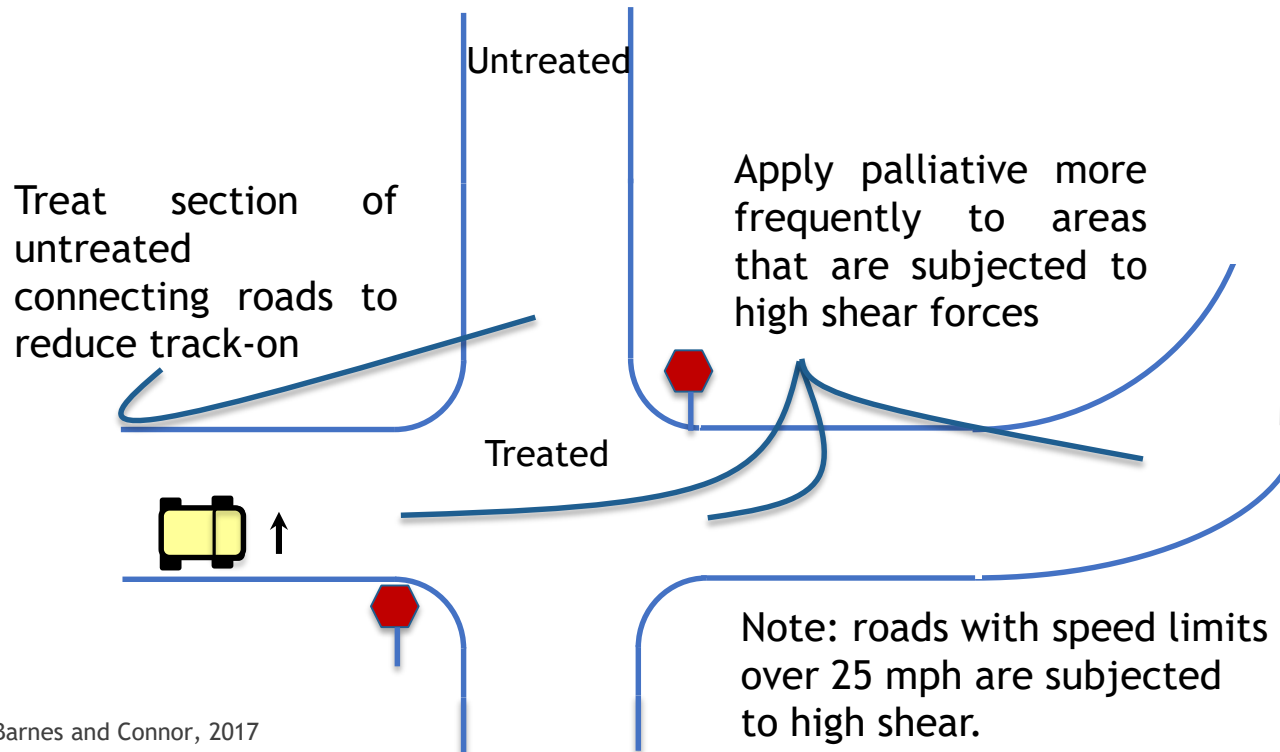 Untreated
Treat section of
untreated
connecting roads to
reduce track-on
Apply palliative more
frequently to areas
that are subjected to
high shear forces
Treated
Note: roads with speed limits
over 25 mph are subjected
to high shear.
Barnes and Connor, 2017